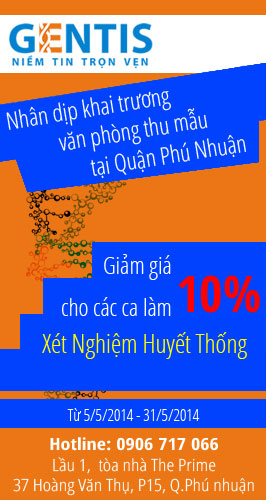 GENTIS
NIỀM TIN TRỌN VẸN
Nhân dịp khai trương
văn phòng thu mẫu
tại Quận Phú Nhuận
Giảm giá
cho các ca làm 10%
Xét Nghiệm Huyết Thống
Từ 5/5/2014 - 31/5/2014
Hotline: 0906 717 066
Lầu 1, tòa nhà The Prime
37 Hoàng Văn Thụ, P15, Q.Phú nhuận